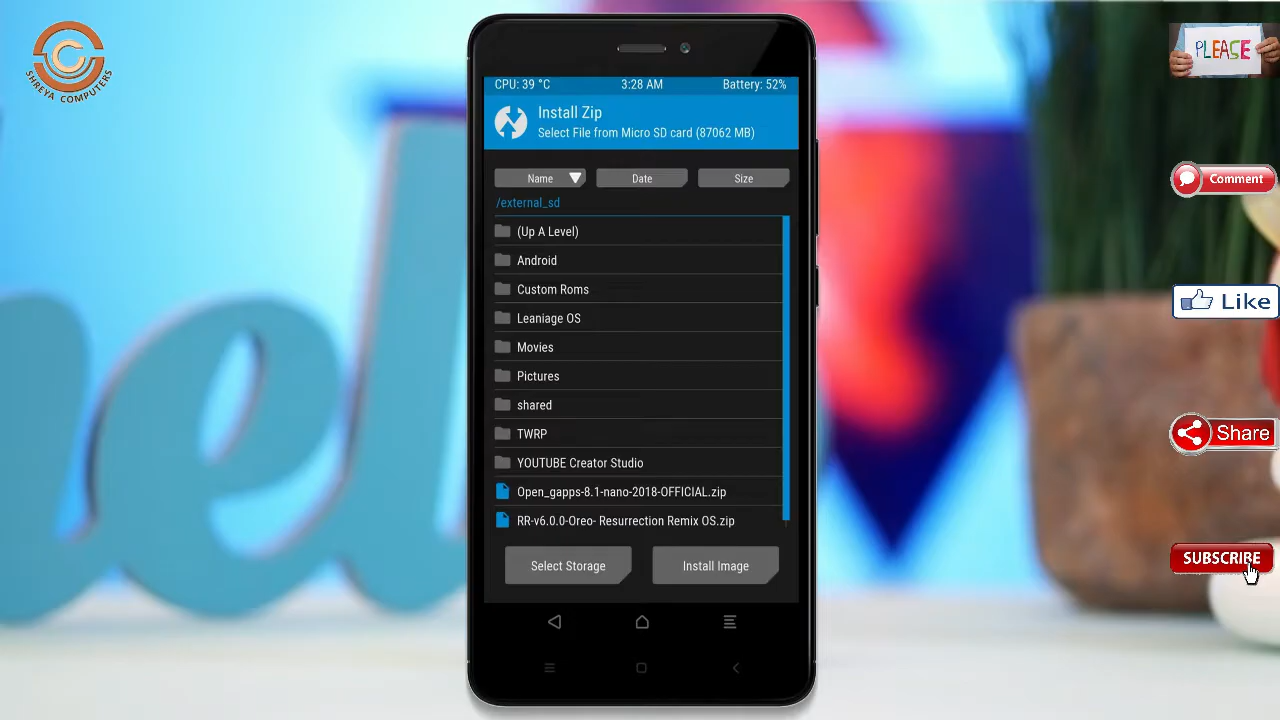 SHREYA COMPUTERS
CPU: 39 °C 3:28 AM Battery: 52%
Install Zip
Select File from Micro SD card (87062 MB)
Name Date Size
/external_sd
(Up A Level)
Android
Custom Roms
Leaniage OS
Movies
Pictures
shared
TWRP
YOUTUBE Creator Studio
Open_gapps-8.1-nano-2018-OFFICIAL.zip
RR-v6.0.0-Oreo- Resurrection Remix OS.zip
Select Storage Install Image
PLEASE
Comment
Like
Share
SUBSCRIBE